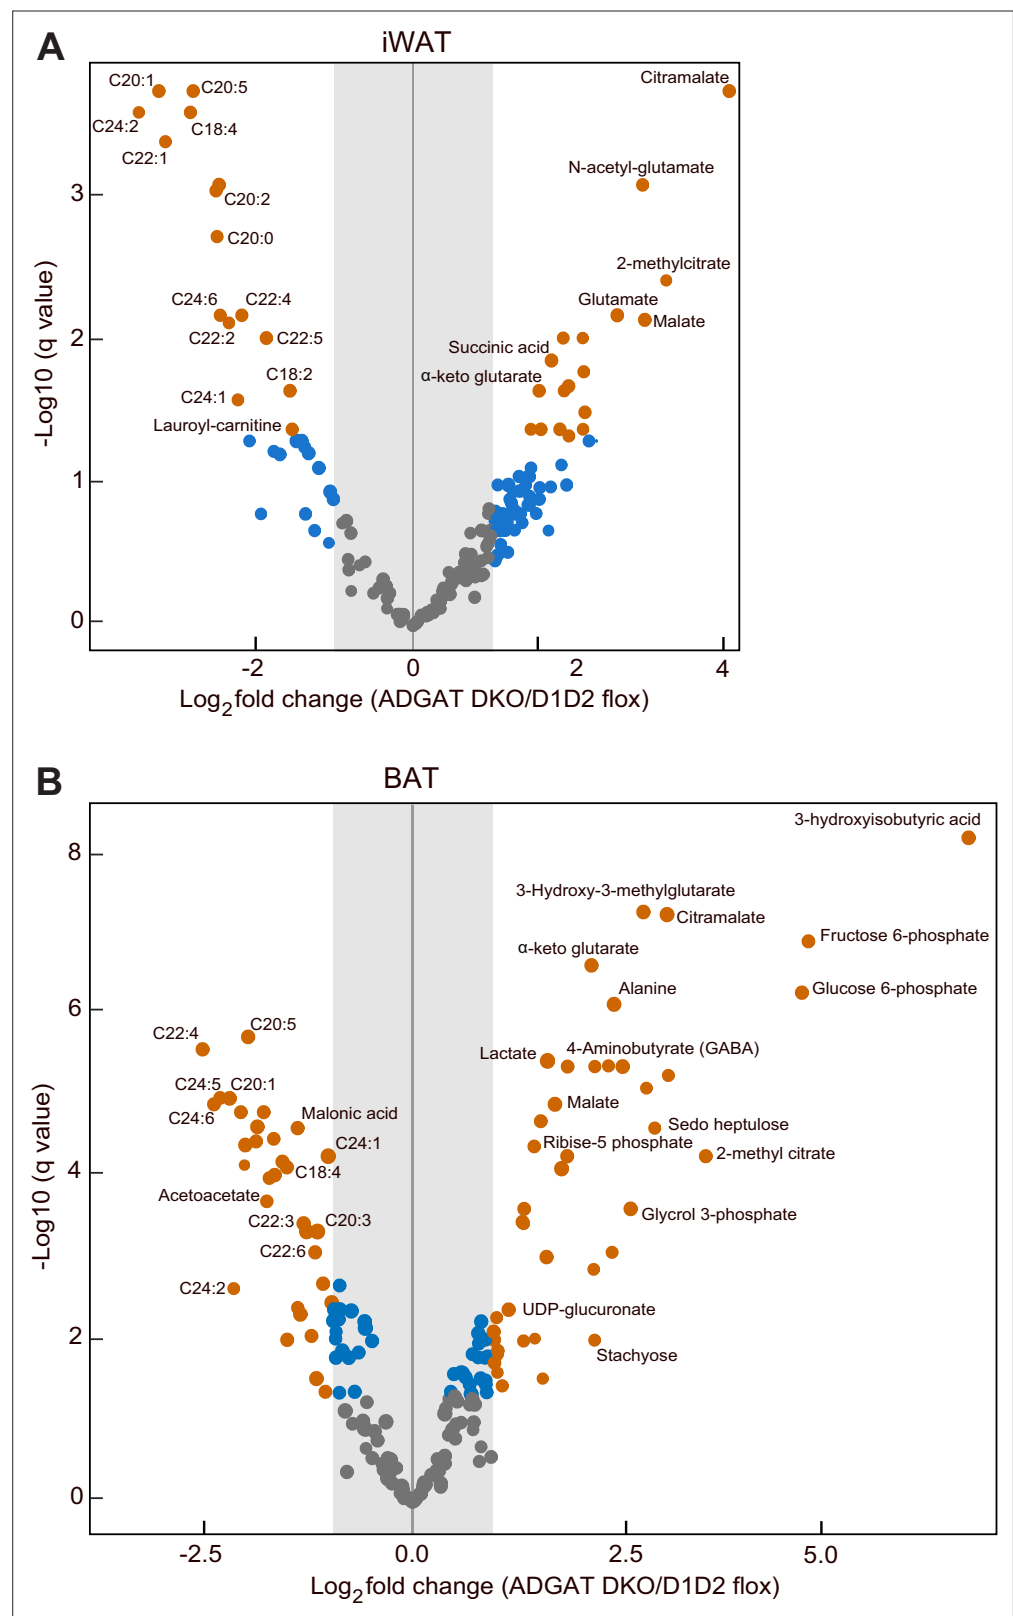 A
iWAT
C20:1
C20:5
Citramalate
C24:2
C18:4
C22:1
N-acetyl-glutamate
3
C20:2
C20:0
2-methylcitrate
C24:6
C22:4
Glutamate
Malate
2
C22:2
C22:5
Succinic acid
C18:2
α-keto glutarate
C24:1
Lauroyl-carnitine
1
0
-Log10 (q value)
-2
0
2
4
Log2fold change (ADGAT DKO/D1D2 flox)
B
BAT
3-hydroxyisobutyric acid
8
3-Hydroxy-3-methylglutarate
Citramalate
Fructose 6-phosphate
α-keto glutarate
Alanine
Glucose 6-phosphate
6
C20:5
C22:4
Lactate
4-Aminobutyrate (GABA)
C24:5
C20:1
C24:6
Malonic acid
Malate
Sedo heptulose
C24:1
Ribise-5 phosphate
2-methyl citrate
4
C18:4
Acetoacetate
C22:3
C20:3
Glycrol 3-phosphate
C22:6
C24:2
UDP-glucuronate
2
Stachyose
0
-Log10 (q value)
-2.5
0.0
2.5
5.0
Log2fold change (ADGAT DKO/D1D2 flox)